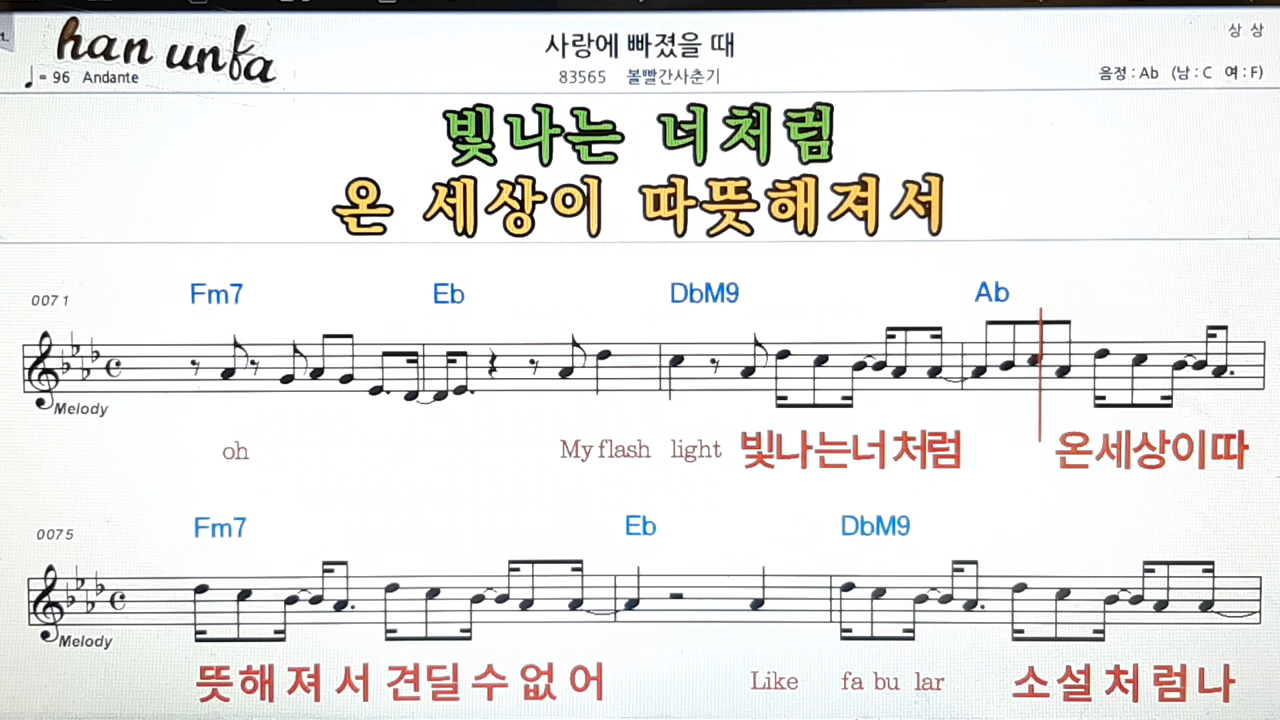 han unfa
사랑에 빠졌을 때
상 상
♩= 96 Andante
83565 볼빨간사춘기
음정 : Ab (남 : C 여 : F)
빛나는 너처럼
온 세상이 따뜻해져서
0071
Fm7 Eb DbM9 Ab
Melody
oh My flash light 빛나는너 처럼 온세상이따
0075
Fm7 Eb DbM9
Melody
뜻해 져 서 견딜 수 없 어 Like fa bu lar 소설 처 럼 나